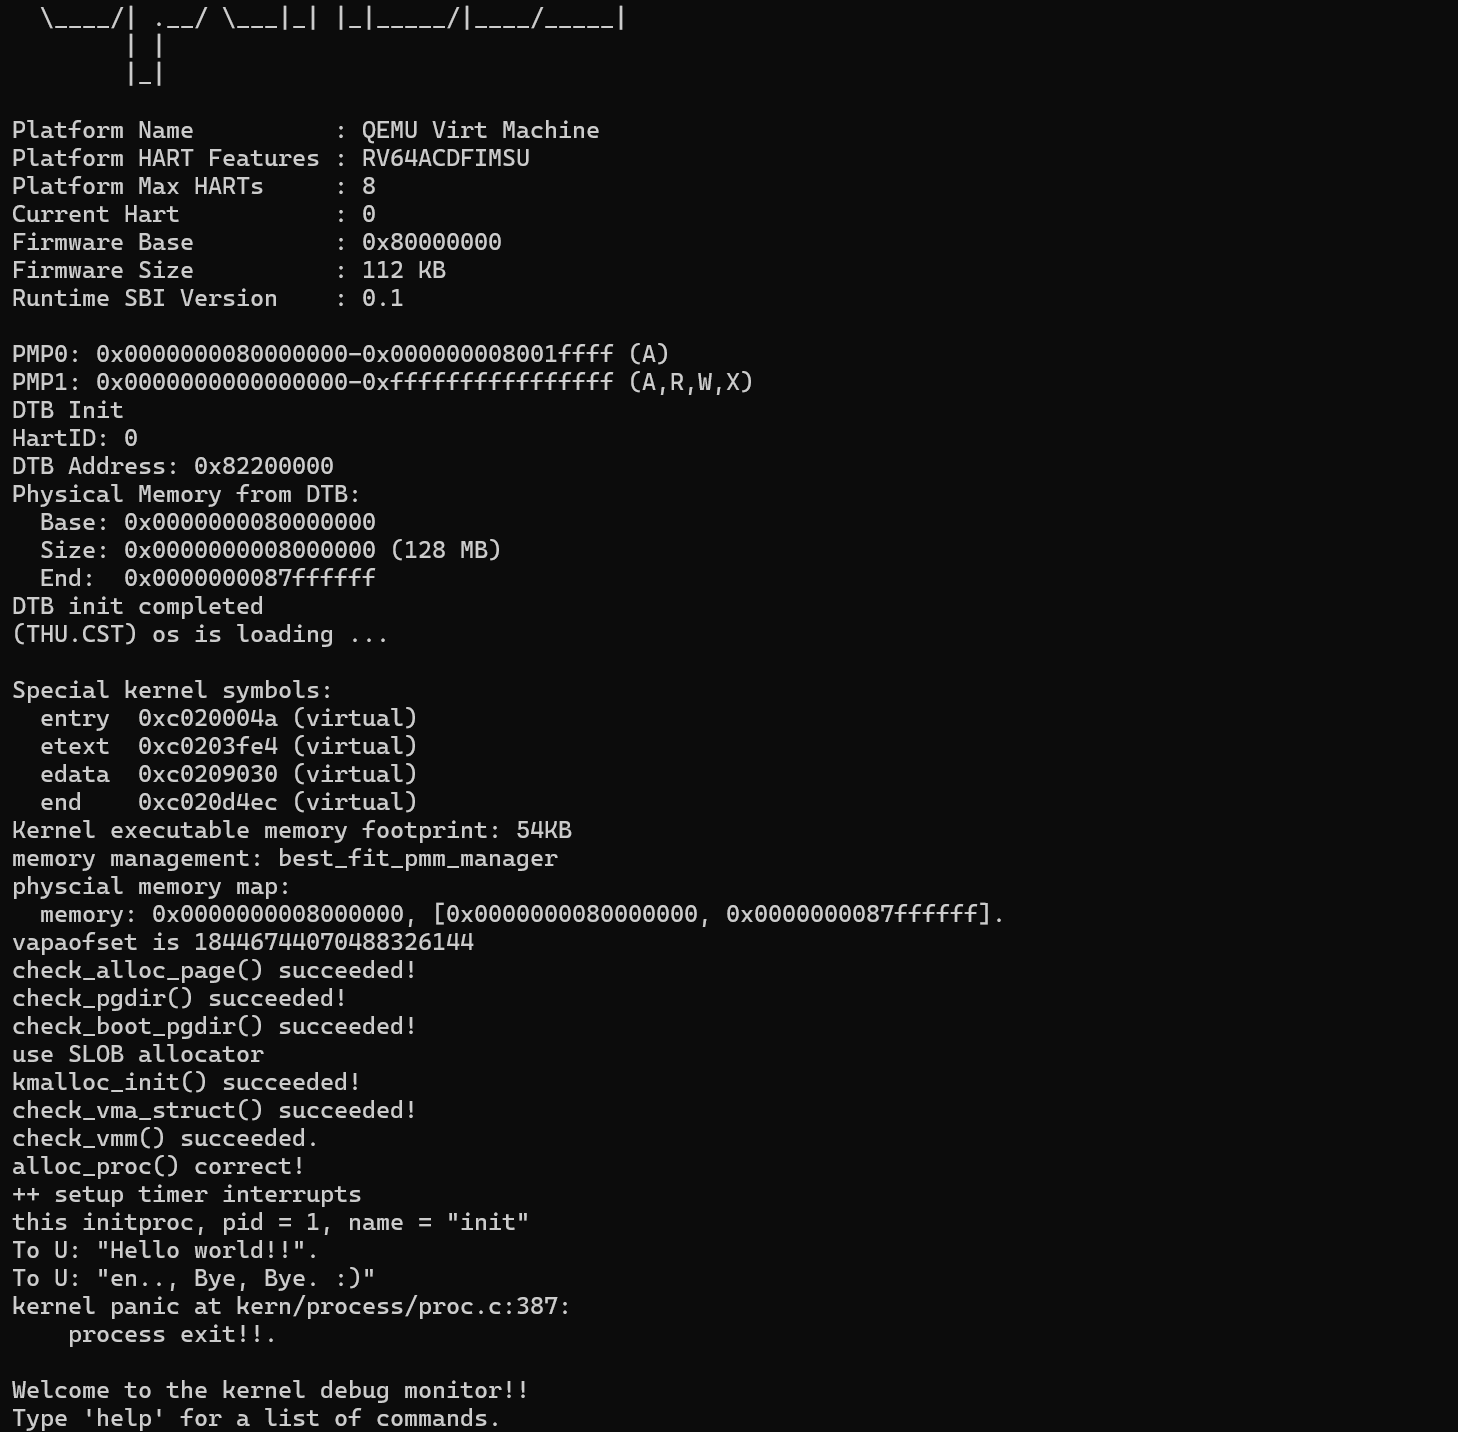 \____/| .__/ \___|_| |_|_____/|____/_____|
        | |
        |_|

Platform Name          : QEMU Virt Machine
Platform HART Features : RV64ACDFIMSU
Platform Max HARTs     : 8
Current Hart           : 0
Firmware Base          : 0x80000000
Firmware Size          : 112 KB
Runtime SBI Version    : 0.1

PMP0: 0x0000000080000000-0x000000008001ffff (A)
PMP1: 0x0000000000000000-0xffffffffffffffff (A,R,W,X)
DTB Init
HartID: 0
DTB Address: 0x82200000
Physical Memory from DTB:
  Base: 0x0000000080000000
  Size: 0x0000000008000000 (128 MB)
  End:  0x0000000087ffffff
DTB init completed
(THU.CST) os is loading ...

Special kernel symbols:
  entry  0xc020004a (virtual)
  etext  0xc0203fe4 (virtual)
  edata  0xc0209030 (virtual)
  end    0xc020d4ec (virtual)
Kernel executable memory footprint: 54KB
memory management: best_fit_pmm_manager
physcial memory map:
  memory: 0x0000000008000000, [0x0000000080000000, 0x0000000087ffffff].
vapaofset is 18446744070488326144
check_alloc_page() succeeded!
check_pgdir() succeeded!
check_boot_pgdir() succeeded!
use SLOB allocator
kmalloc_init() succeeded!
check_vma_struct() succeeded!
check_vmm() succeeded.
alloc_proc() correct!
++ setup timer interrupts
this initproc, pid = 1, name = "init"
To U: "Hello world!!".
To U: "en.., Bye, Bye. :)"
kernel panic at kern/process/proc.c:387:
    process exit!!.

Welcome to the kernel debug monitor!!
Type 'help' for a list of commands.